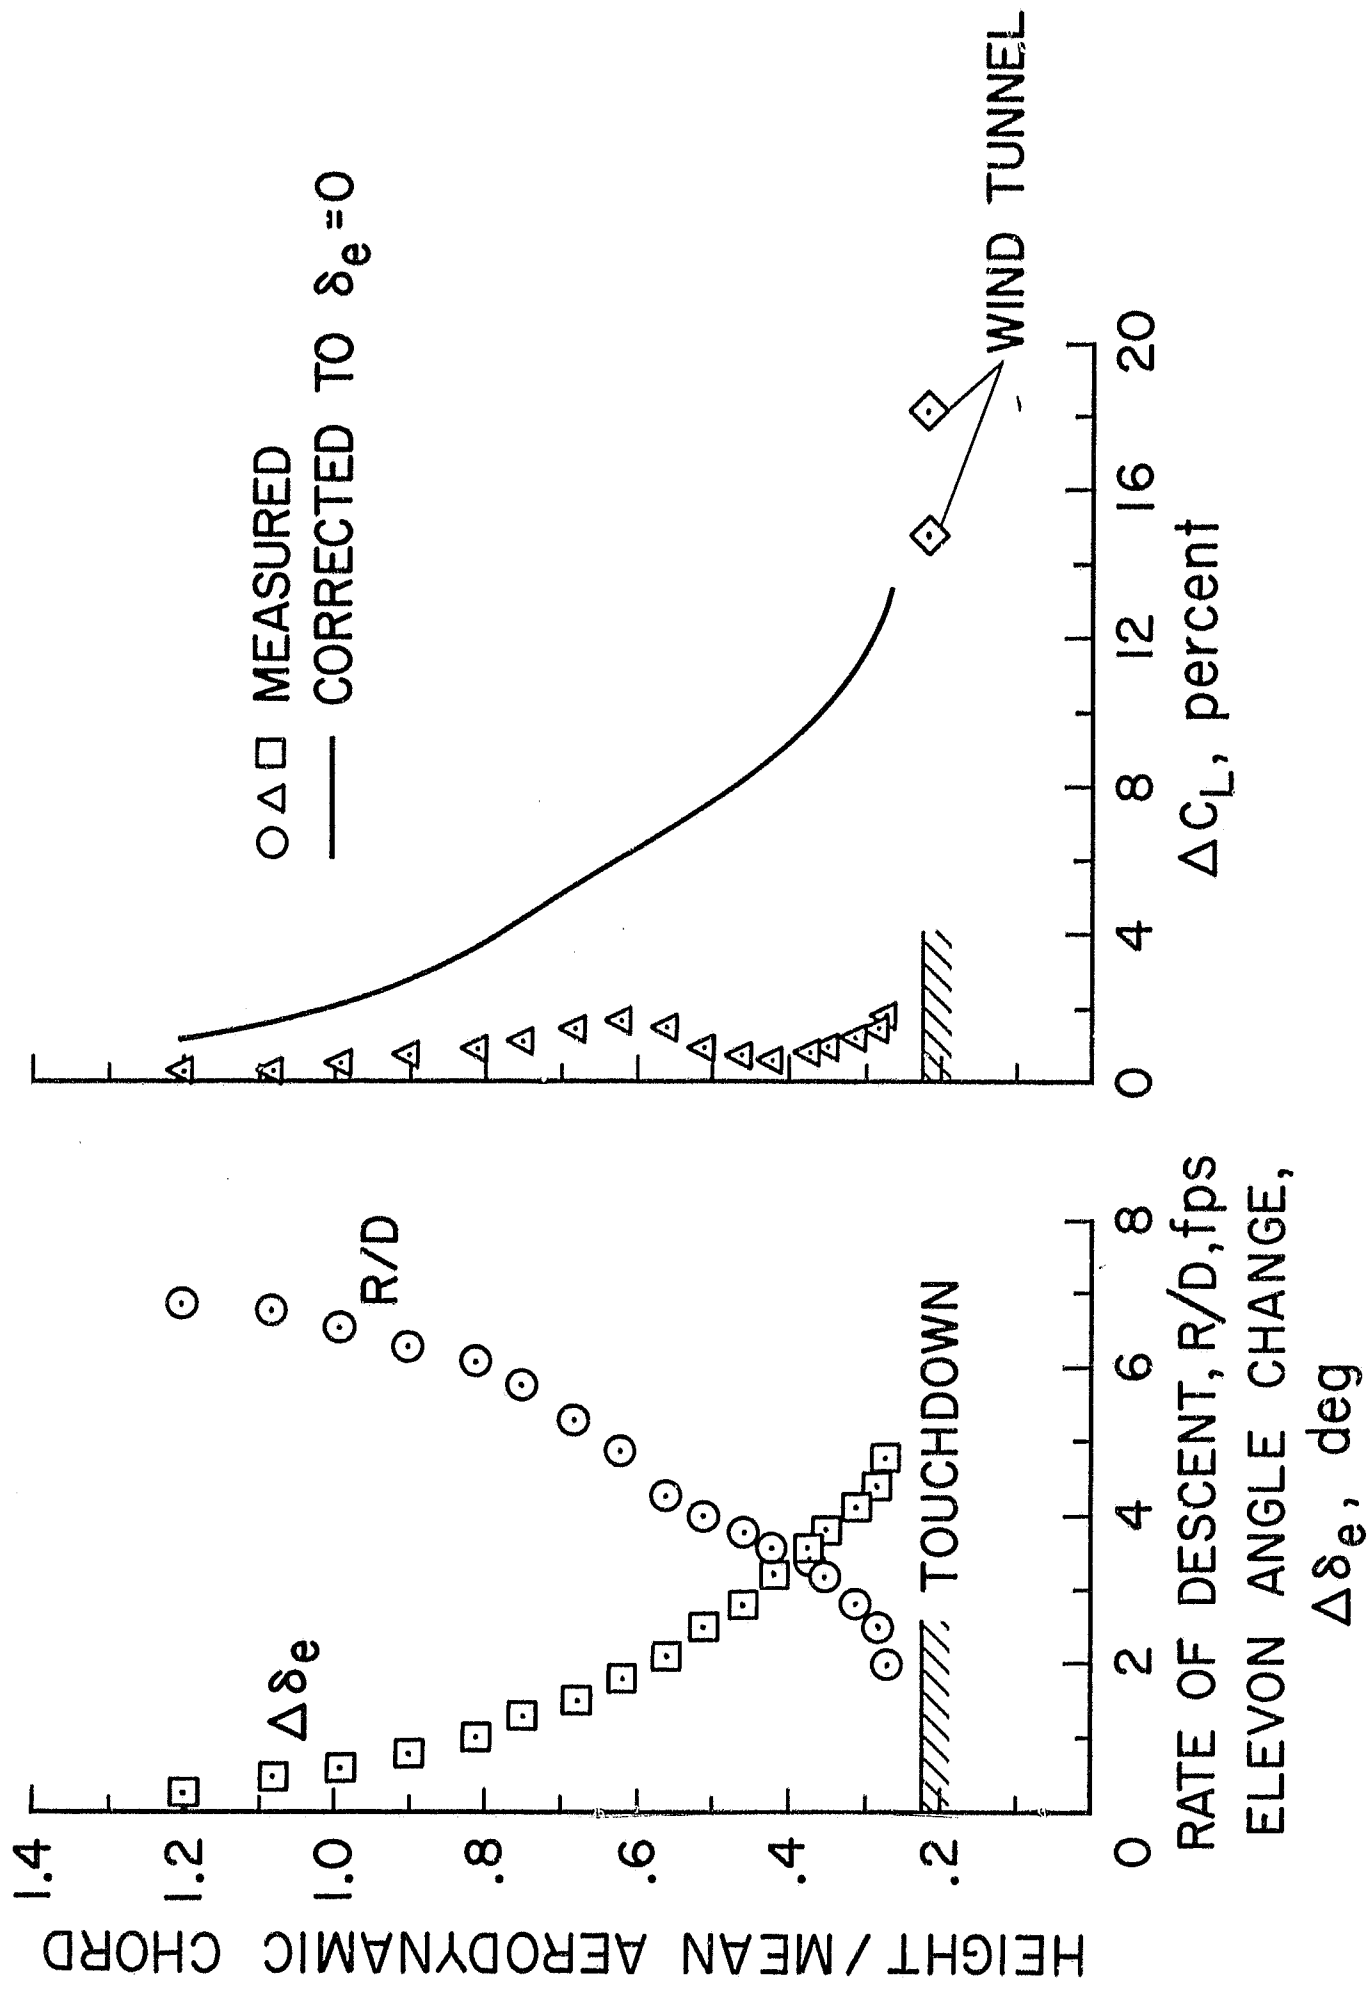 HEIGHT/MEAN AERODYNAMIC CHORD
1.4
1.2
1.0
.8
.6
.4
.2
0
Δδe
R/D
TOUCHDOWN
2
4
6
8
RATE OF DESCENT, R/D, fps
ELEVON ANGLE CHANGE,
Δδe, deg
○ △ □ MEASURED
— CORRECTED TO δe =0
WIND TUNNEL
0
4
8
12
16
20
ΔCL, percent